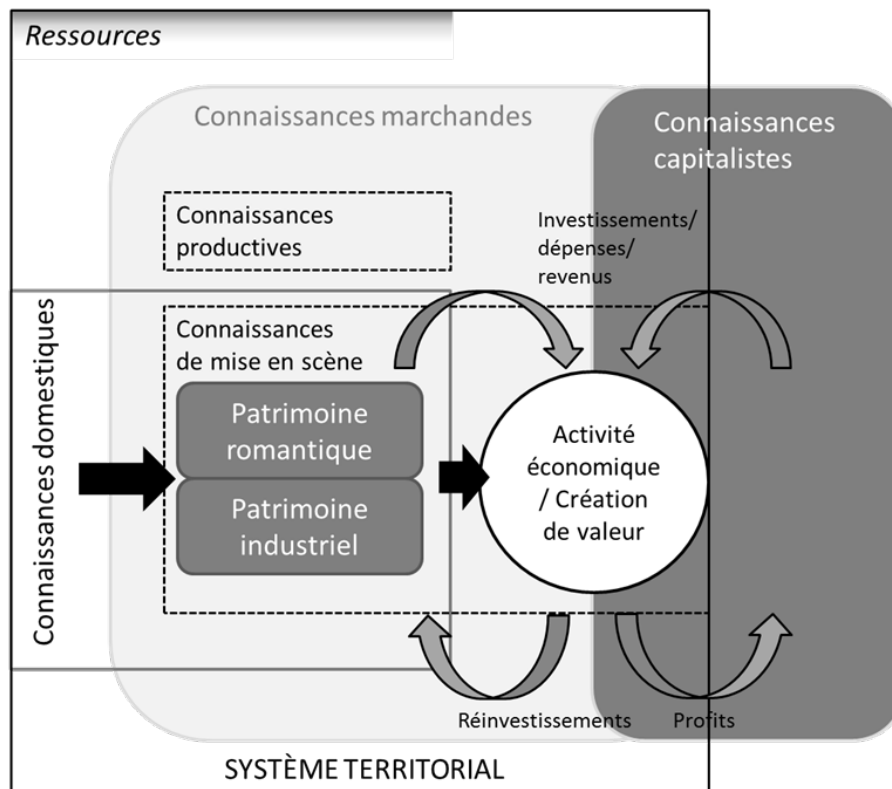 Ressources
Connaissances marchandes
Connaissances
capitalistes
Connaissances
productives
Investissements/
dépenses/
revenus
Connaissances domestiques
Connaissances
de mise en scène
Patrimoine
romantique
Patrimoine
industriel
Activité
économique
/ Création
de valeur
Réinvestissements
Profits
SYSTÈME TERRITORIAL